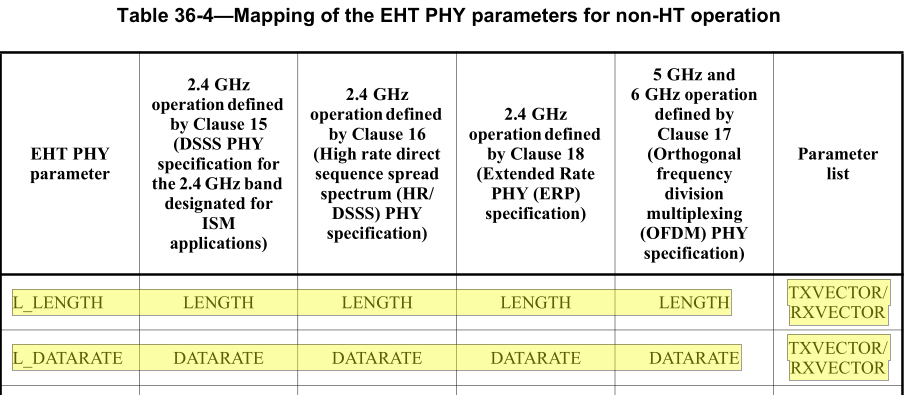 Table 36-4—Mapping of the EHT PHY parameters for non-HT operation
EHT PHY
parameter
2.4 GHz
operation defined
by Clause 15
(DSSS PHY
specification for
the 2.4 GHz band
designated for
ISM
applications)
2.4 GHz
operation defined
by Clause 16
(High rate direct
sequence spread
spectrum (HR/
DSSS) PHY
specification)
2.4 GHz
operation defined
by Clause 18
(Extended Rate
PHY (ERP)
specification)
5 GHz and
6 GHz operation
defined by
Clause 17
(Orthogonal
frequency
division
multiplexing
(OFDM) PHY
specification)
Parameter
list
L_LENGTH LENGTH LENGTH LENGTH LENGTH TXVECTOR/
RXVECTOR
L_DATARATE DATARATE DATARATE DATARATE DATARATE TXVECTOR/
RXVECTOR